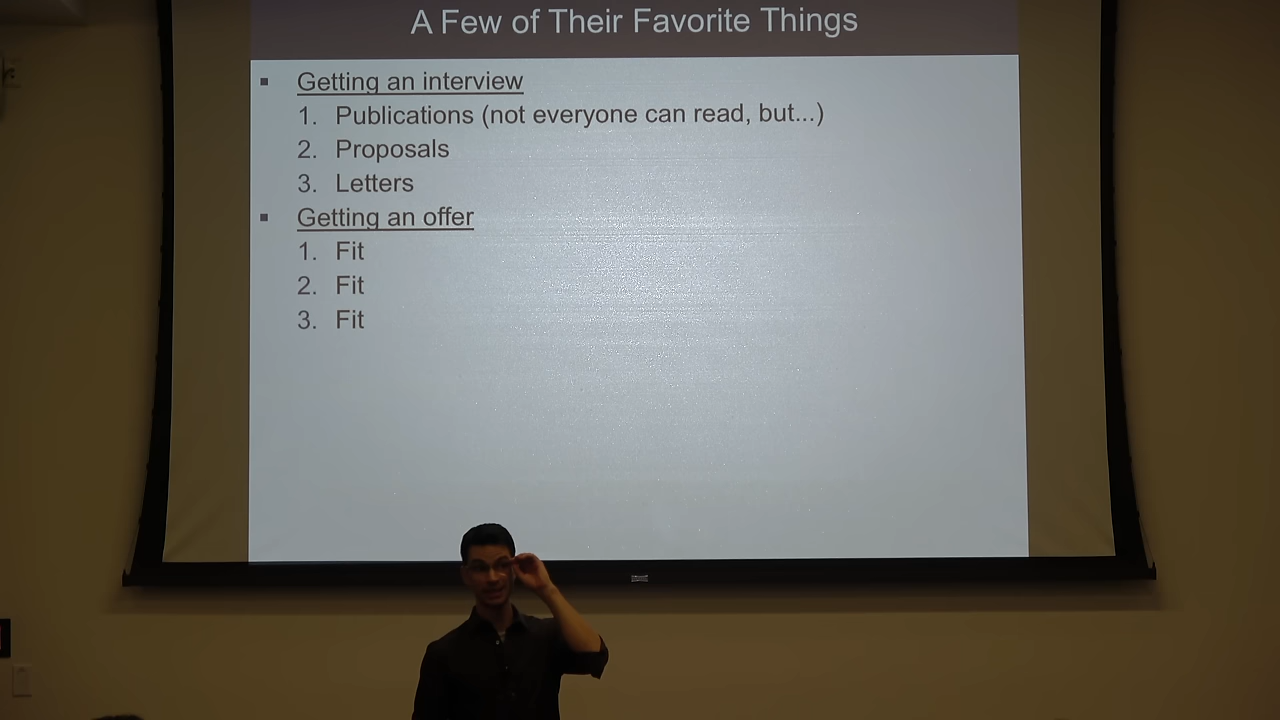 A Few of Their Favorite Things
▪ Getting an interview
1. Publications (not everyone can read, but...)
2. Proposals
3. Letters
▪ Getting an offer
1. Fit
2. Fit
3. Fit